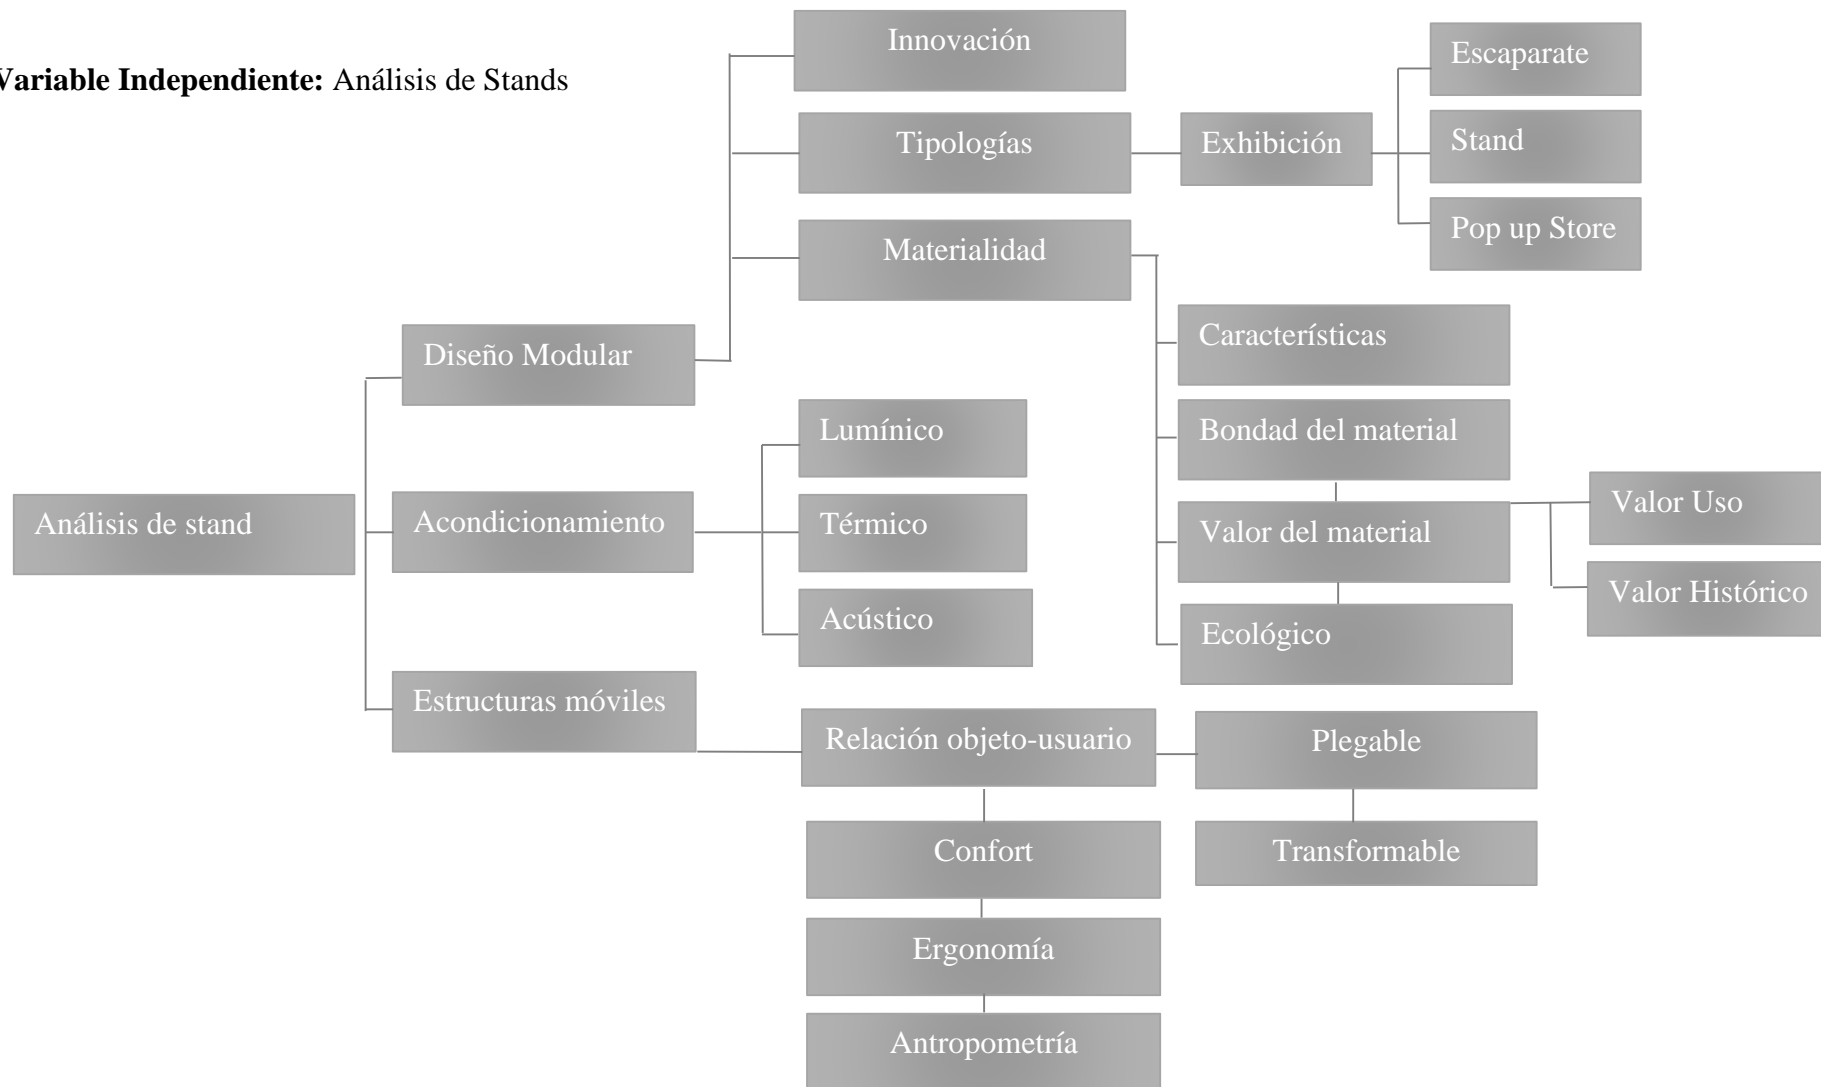 Variable Independiente: Análisis de Stands
Innovación
Tipologías
Materialidad
Exhibición
Escaparate
Stand
Pop up Store
Diseño Modular
Características
Bondad del material
Valor del material
Ecológico
Valor Uso
Valor Histórico
Análisis de stand
Acondicionamiento
Lumínico
Térmico
Acústico
Estructuras móviles
Relación objeto-usuario
Plegable
Transformable
Confort
Ergonomía
Antropometría